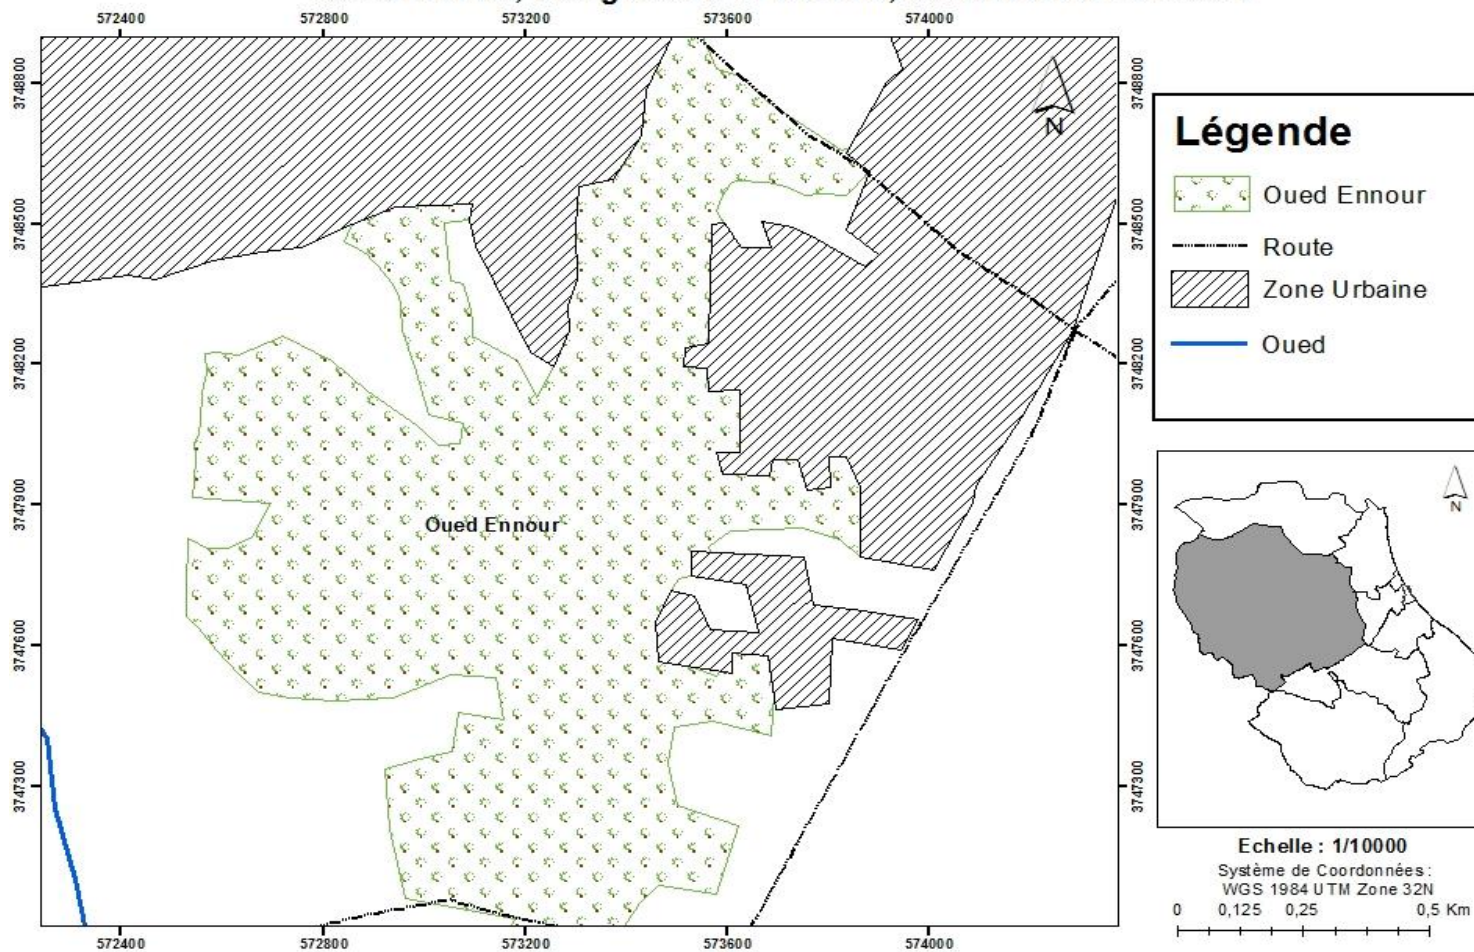 572400 572800 573200 573600 574000
3748800
3748500
3748200
3747900
3747600
3747300
Oued Ennour
N
3748800
3748500
3748200
3747900
3747600
3747300
572400 572800 573200 573600 574000
Légende
Oued Ennour
Route
Zone Urbaine
Oued
N
Echelle : 1/10000
Système de Coordonnées :
WGS 1984 UTM Zone 32N
0 0,125 0,25 0,5 Km